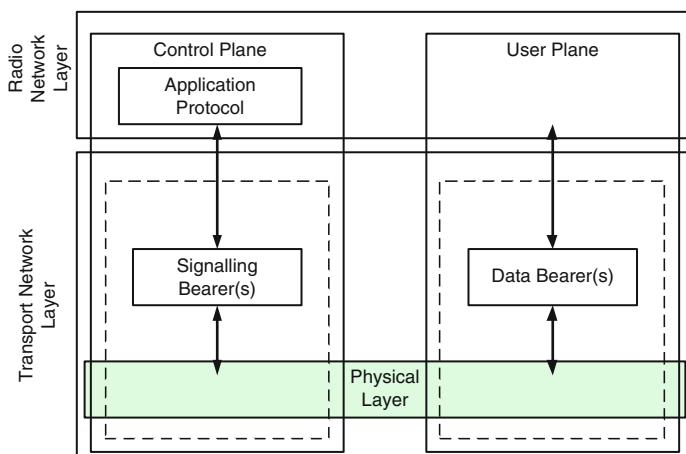 Radio
Network
Layer
Control Plane
User Plane
Application
Protocol
Transport Network
Layer
Signalling
Bearer(s)
Data Bearer(s)
Physical
Layer